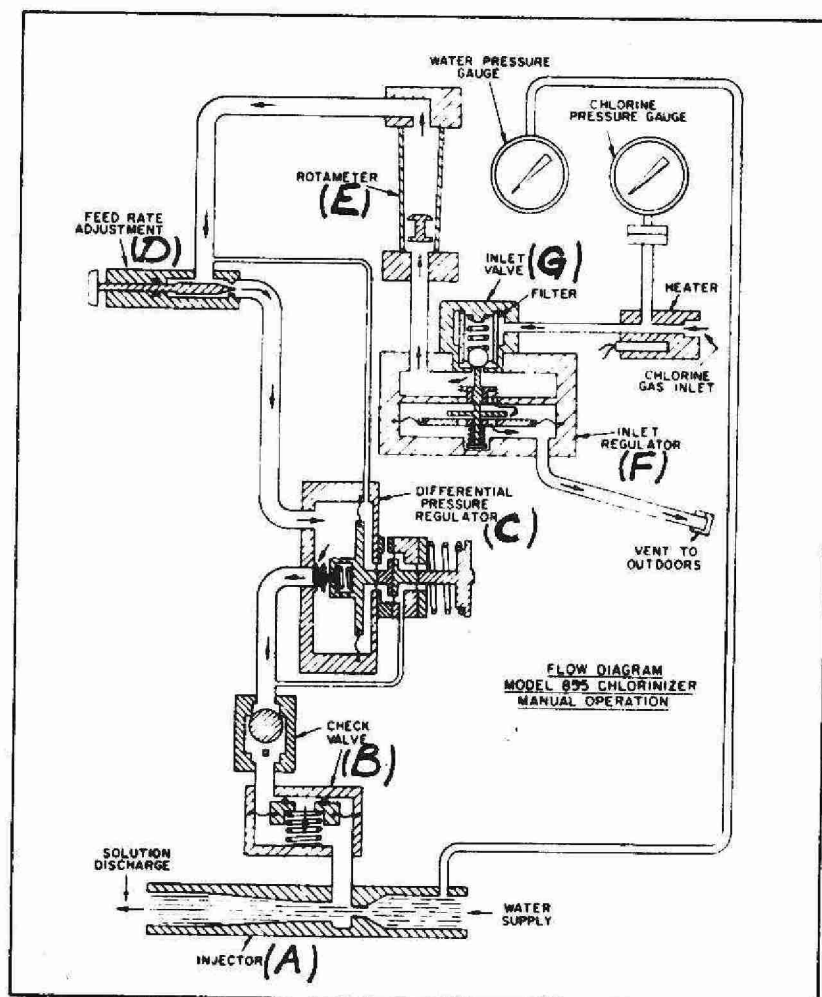 WATER PRESSURE
GAUGE
CHLORINE
PRESSURE GAUGE
ROTAMETER
(E)
FEED RATE
ADJUSTMENT
(D)
INLET
VALVE
(G)
FILTER
HEATER
CHLORINE
GAS INLET
INLET
REGULATOR
(F)
DIFFERENTIAL
PRESSURE
REGULATOR
(C)
VENT TO
OUTDOORS
FLOW DIAGRAM
MODEL 895 CHLORINIZER
MANUAL OPERATION
CHECK
VALVE
(B)
SOLUTION
DISCHARGE
WATER
SUPPLY
INJECTOR
(A)